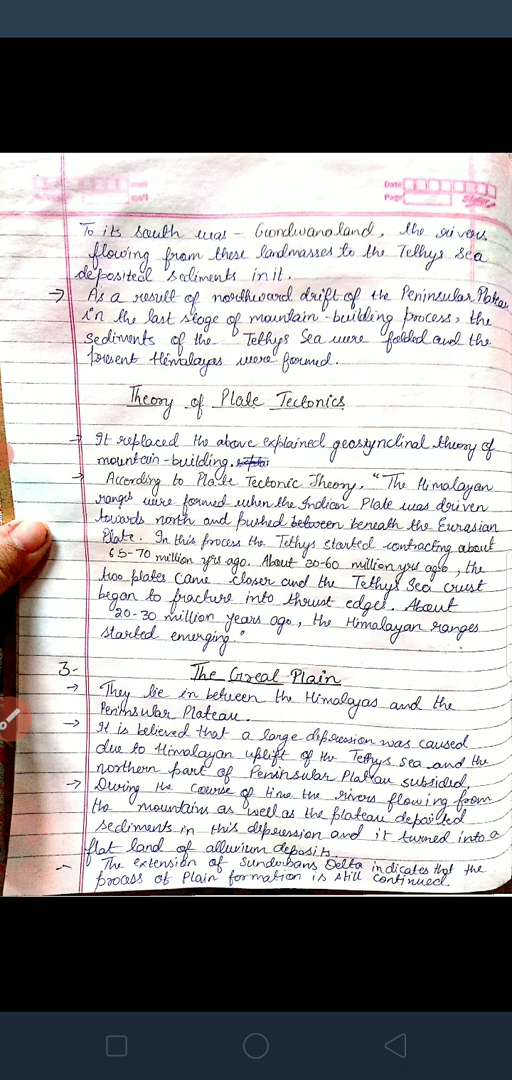 Date
Page
To its south was - Gondwanaland, the rivers
flowing from these landmasses to the Tethys sea
deposited sediments in it.
→ As a result of northward drift of the Peninsular Plateau
in the last stage of mountain-building process, the
sediments of the Tethys Sea were folded and the
present Himalayas were formed.
Theory of Plate Tectonics
→ It replaced the above explained geosynclinal theory of
mountain-building.
→ According to Plate Tectonic Theory, "The Himalayan
ranges were formed when the Indian Plate was driven
towards north and pushed between beneath the Eurasian
Plate. In this process the Tethys started contracting about
65-70 million yrs ago. About 30-60 million yrs ago, the
two plates came closer and the Tethys Sea crust
began to fracture into thrust edges. About
20-30 million years ago, the Himalayan ranges
started emerging."
3- The Great Plain
→ They lie in between the Himalayas and the
Peninsular Plateau.
→ It is believed that a large depression was caused
due to Himalayan uplift of the Tethys sea and the
northern part of Peninsular Plateau subsided.
→ During the course of time the rivers flowing from
the mountains as well as the plateau deposited
sediments in this depression and it turned into a
flat land of alluvium deposits.
- The extension of Sunderbans Delta indicates that the
process of Plain formation is still continued.